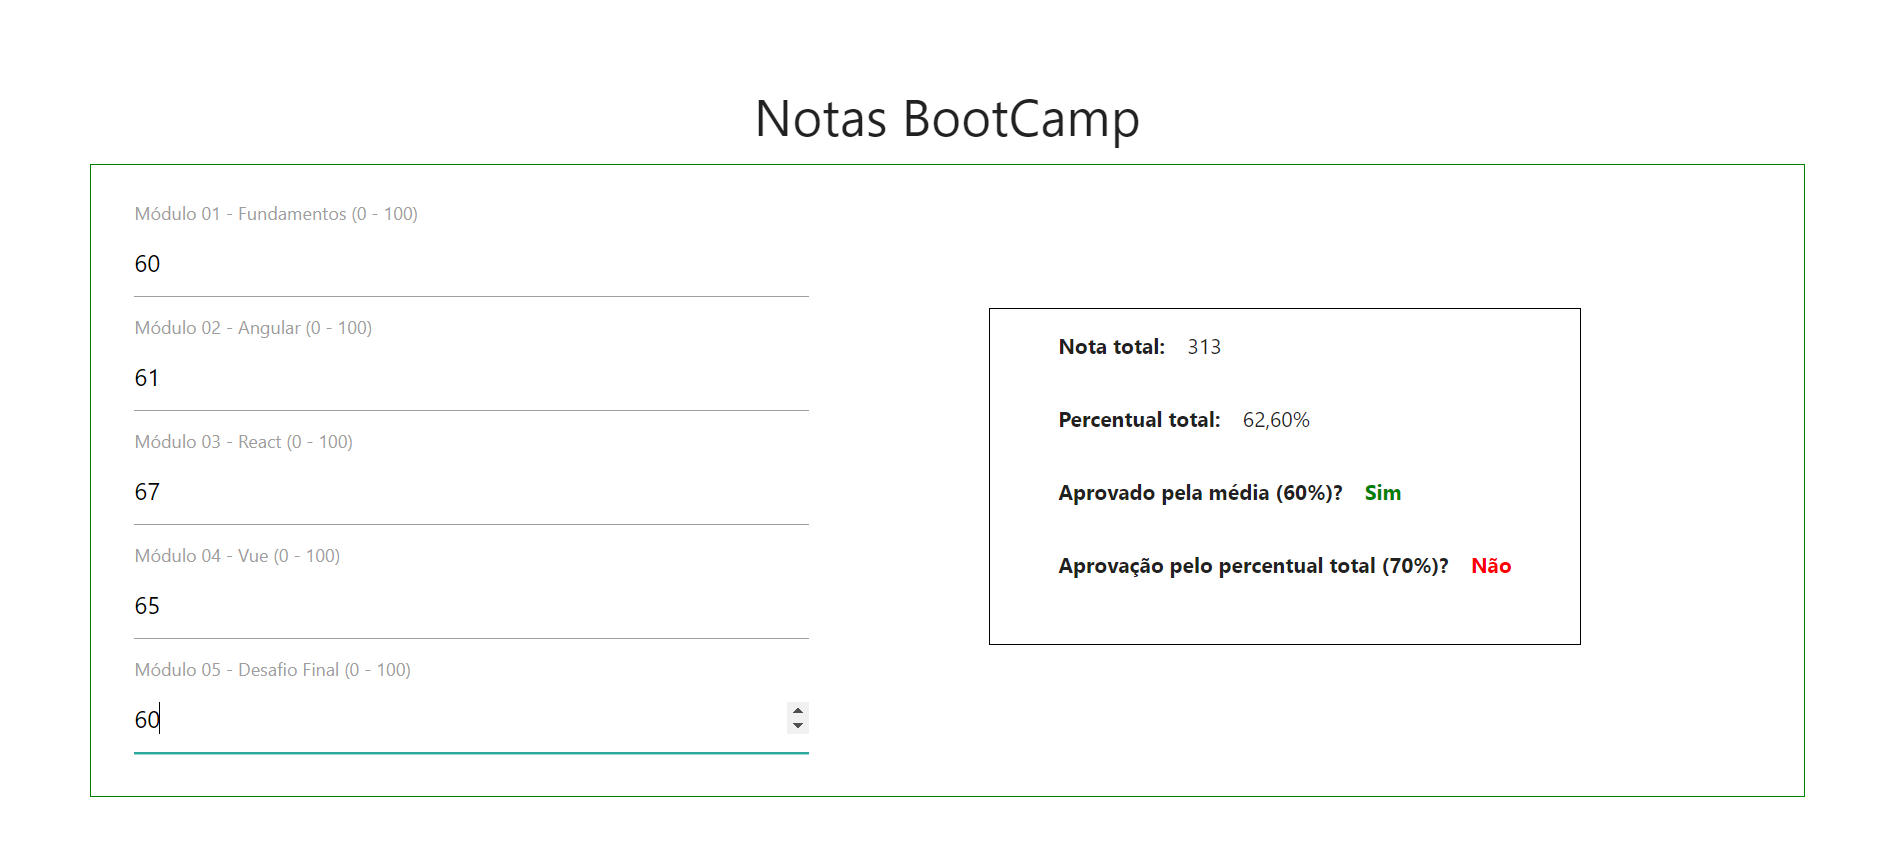 Notas BootCamp
Módulo 01 - Fundamentos (0 - 100)
60
Módulo 02 - Angular (0 - 100)
61
Módulo 03 - React (0 - 100)
67
Módulo 04 - Vue (0 - 100)
65
Módulo 05 - Desafio Final (0 - 100)
60
Nota total: 313
Percentual total: 62,60%
Aprovado pela média (60%)? Sim
Aprovação pelo percentual total (70%)? Não